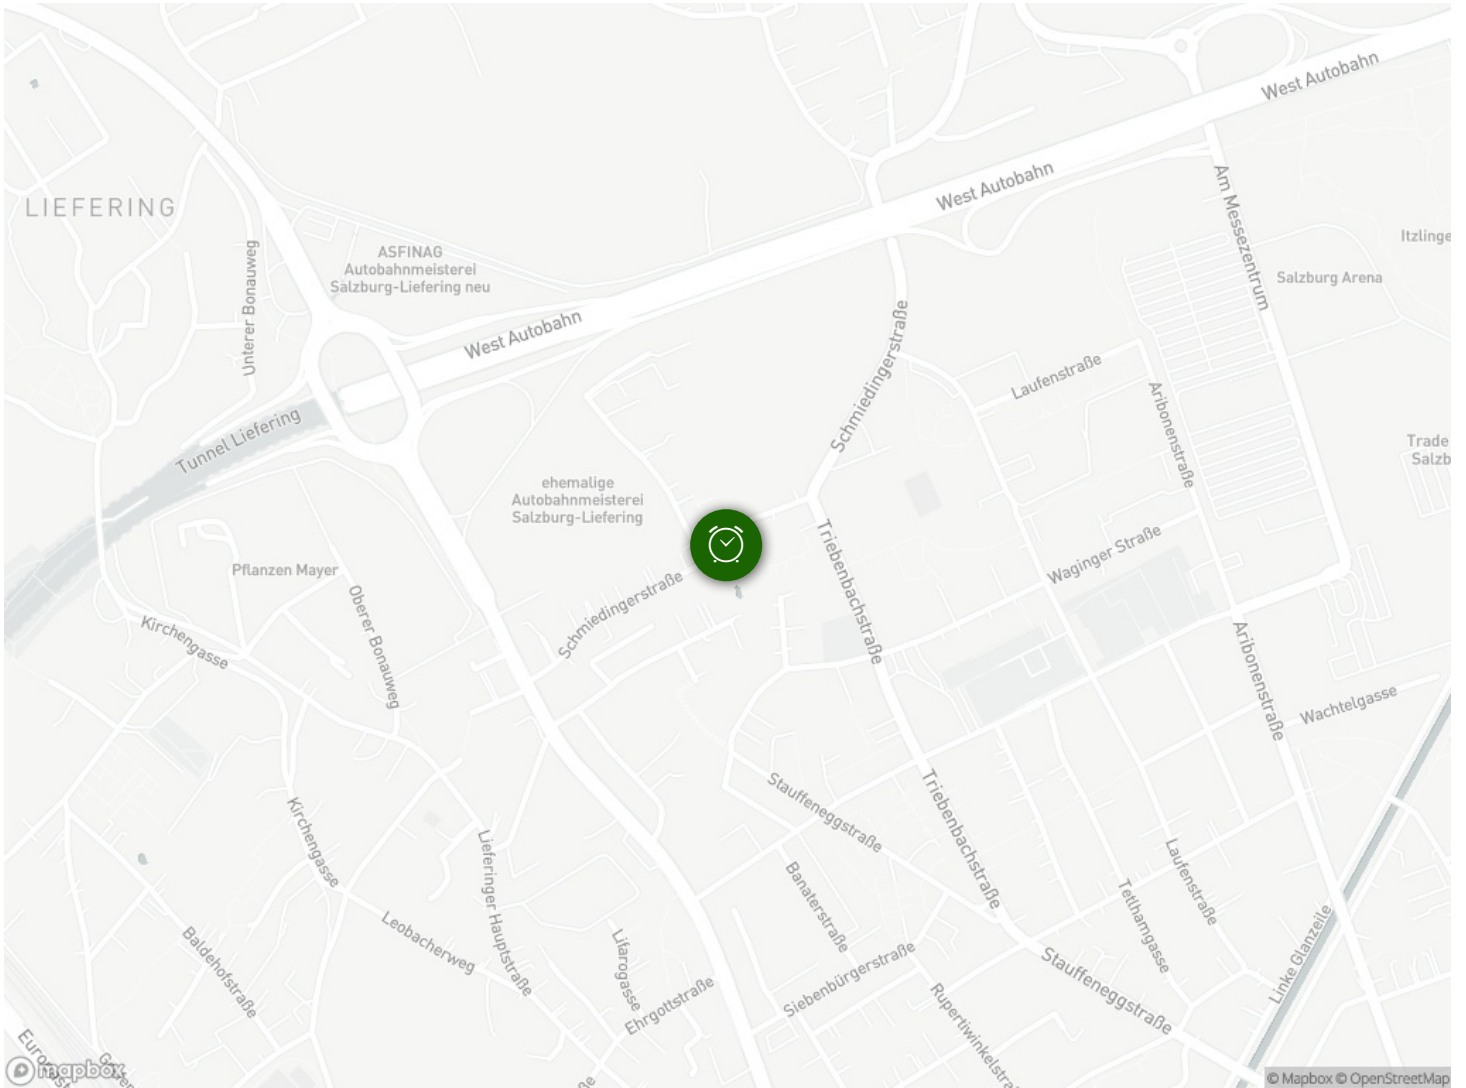 West Autobahn
West Autobahn
Am Messezentrum
LIEFERING
Unterer Bonauweg
ASFINAG
Autobahnmeisterei
Salzburg-Liefering neu
Salzburg Arena
Itzlinge
West Autobahn
Schmiedingerstraße
Laufenstraße
Aribonenstraße
Tunnel Liefering
Trade
Salzb
ehemalige
Autobahnmeisterei
Salzburg-Liefering
Triebenbachstraße
Waginger Straße
Pflanzen Mayer
Oberer Bonauweg
Schmiedingerstraße
Kirchengasse
Aribonenstraße
Wachtelgasse
Stauffeneggstraße
Triebenbachstraße
Kirchengasse
Lieferinger Hauptstraße
Banaterstraße
Laufenstraße
Tetlhamgasse
Leobacherweg
Baldehofstraße
Lifarogasse
Ehrgottstraße
Siebenbürgerstraße
Stauffeneggstraße
Linke Glanzeile
Rupertiwinkelstra
mapbox
© Mapbox © OpenStreetMap